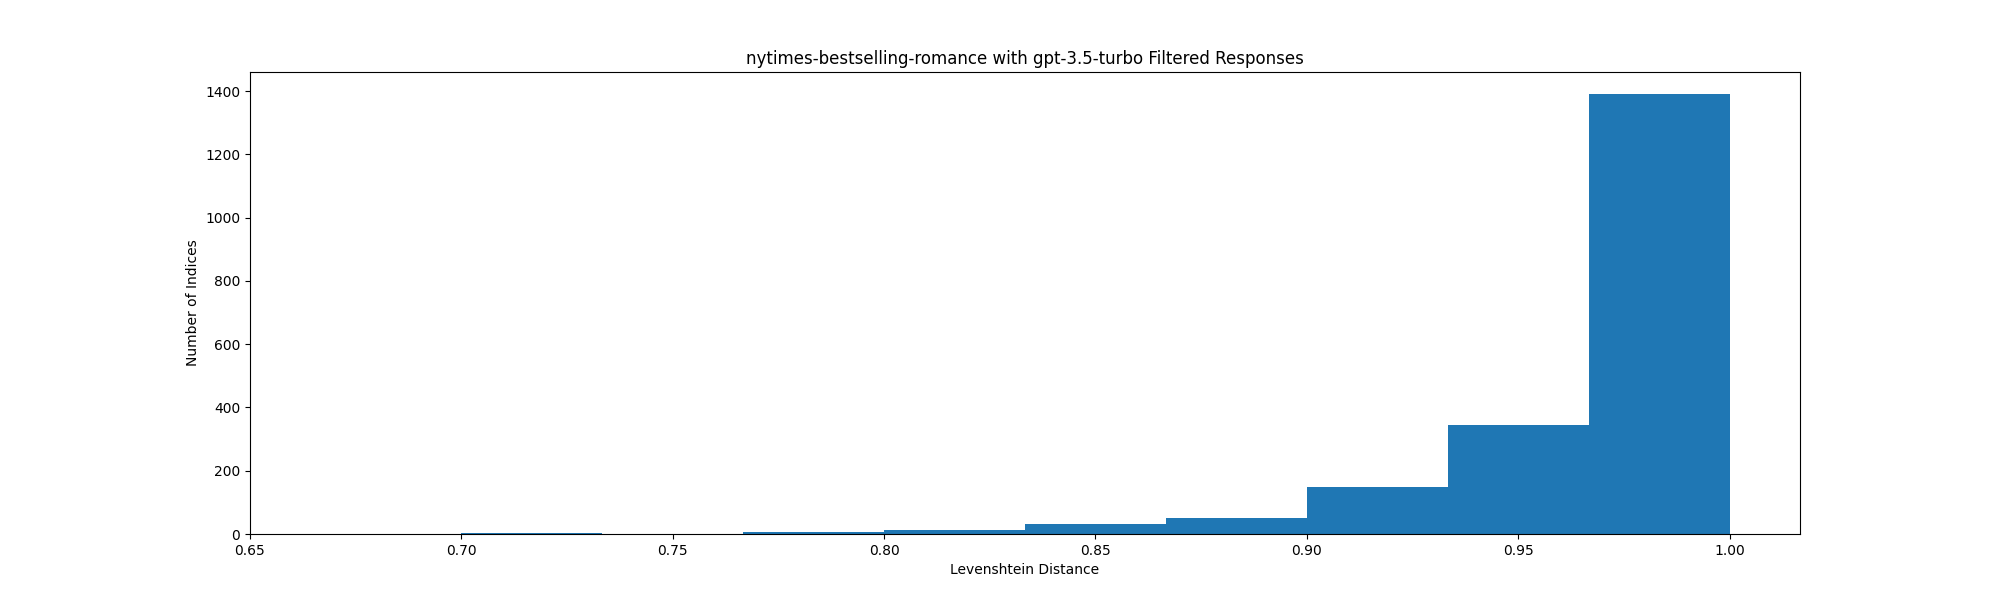 nytimes-bestselling-romance with gpt-3.5-turbo Filtered Responses
1400
1200
1000
800
600
400
200
0
Number of Indices
0.65 0.70 0.75 0.80 0.85 0.90 0.95 1.00
Levenshtein Distance